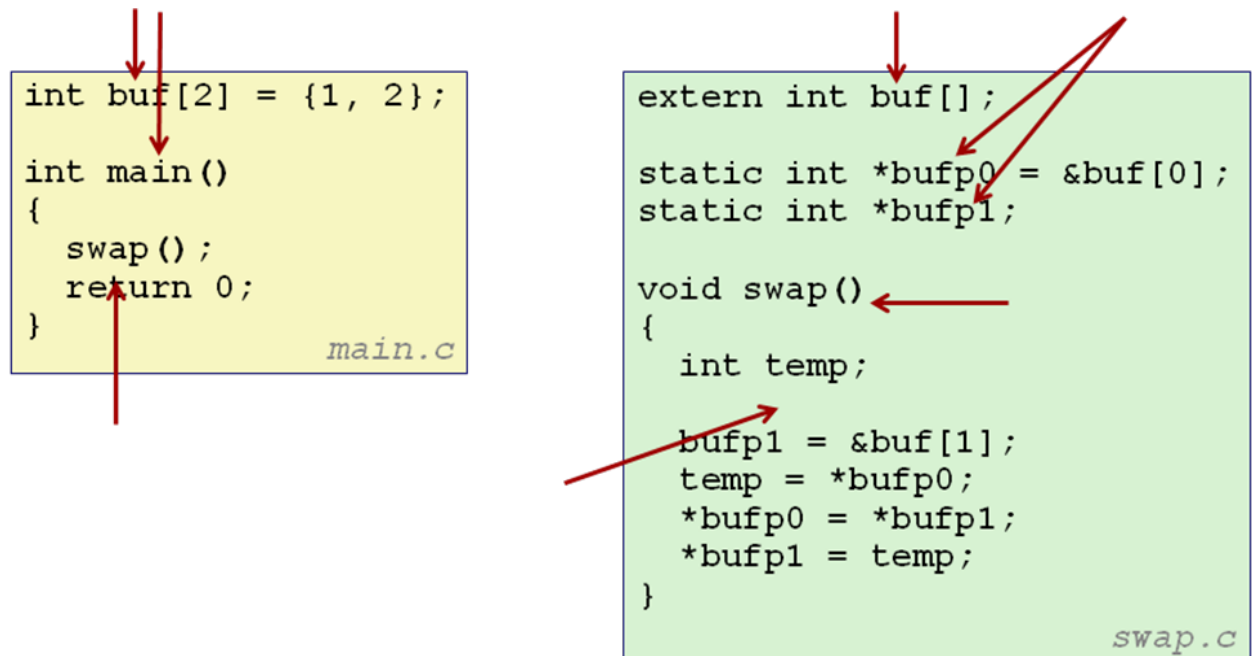 int buf[2] = {1, 2};
int main()
{
swap();
return 0;
}
main.c
extern int buf[];
static int *bufp0 = &buf[0];
static int *bufp1;
void swap()
{
int temp;
bufp1 = &buf[1];
temp = *bufp0;
*bufp0 = *bufp1;
*bufp1 = temp;
}
swap.c